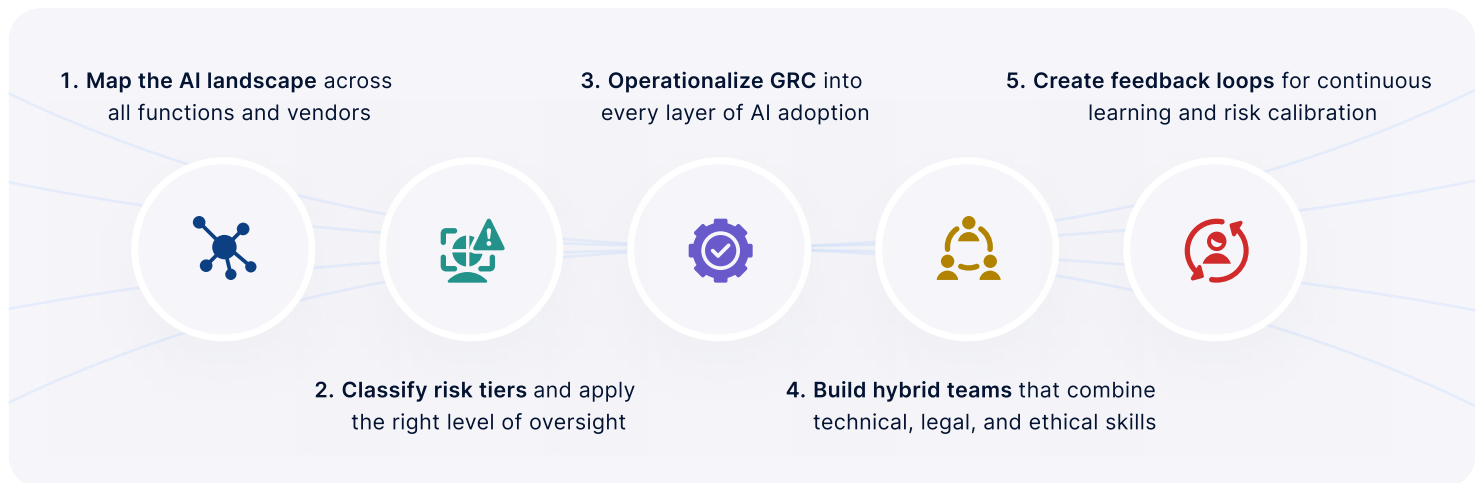 1. Map the AI landscape across
all functions and vendors
2. Classify risk tiers and apply
the right level of oversight
3. Operationalize GRC into
every layer of AI adoption
4. Build hybrid teams that combine
technical, legal, and ethical skills
5. Create feedback loops for continuous
learning and risk calibration